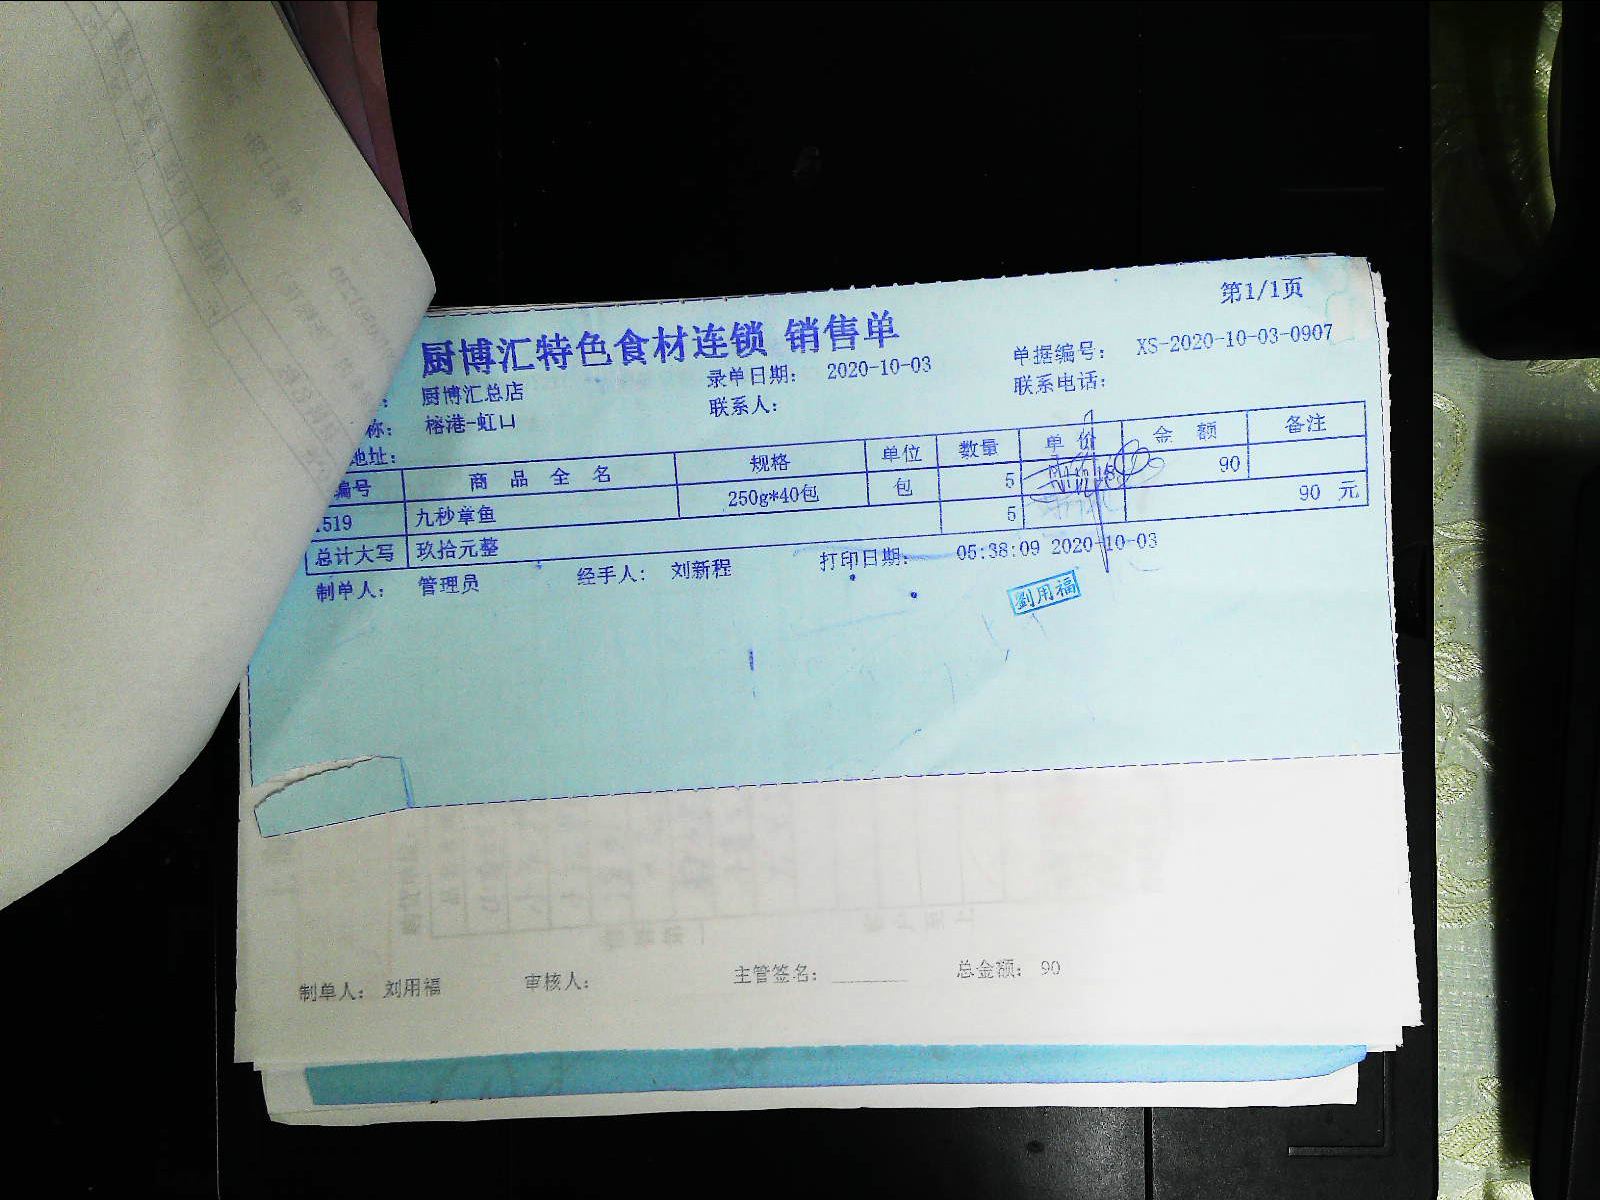 第1/1页
厨博汇特色食材连锁 销售单
: 厨博汇总店 录单日期: 2020-10-03 单据编号: XS-2020-10-03-0907
称: 榕港-虹口 联系人: 联系电话:
地址:
编号 商品全名 规格 单位 数量 单价 金额 备注
519 九秒章鱼 250g*40包 包 5 90
5 90 元
总计大写 玖拾元整
制单人: 管理员 经手人: 刘新程 打印日期: 05:38:09 2020-10-03
劉用福
制单人: 刘用福 审核人: 主管签名: 总金额: 90